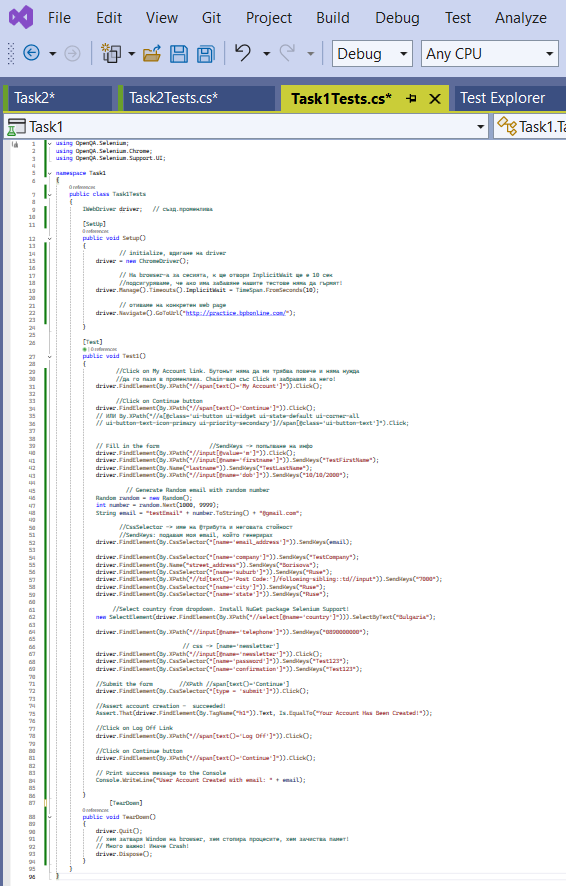 File Edit View Git Project Build Debug Test Analyze
Debug Any CPU
Task2* Task2Tests.cs* Task1Tests.cs* Test Explorer
Task1 Task1.Ta
1 using OpenQA.Selenium;
2 using OpenQA.Selenium.Chrome;
3 using OpenQA.Selenium.Support.UI;
4
5 namespace Task1
6 {
0 references
7 public class Task1Tests
8 {
9 IWebDriver driver; // създ.променлива
10
11 [SetUp]
0 references
12 public void Setup()
13 {
14 // initialize, вдигане на driver
15 driver = new ChromeDriver();
16
17 // На browser-а за сесията, к ще отвори InplicitWait ще е 10 сек
18 //подсигуряваме, че ако има забавяне нашите тестове няма да гърмят!
19 driver.Manage().Timeouts().ImplicitWait = TimeSpan.FromSeconds(10);
20
21 // отиваме на конкретен web page
22 driver.Navigate().GoToUrl("http://practice.bpbonline.com/");
23
24 }
25
26 [Test]
0 references
27 public void Test1()
28 {
29 //Click on My Account link. Бутонът няма да ми трябва повече и няма нужда
30 //да го пазя в променлива. Chain-вам със Click и забравям за него!
31 driver.FindElement(By.XPath("//span[text()='My Account']")).Click();
32
33 //Click on Continue button
34 driver.FindElement(By.XPath("//span[text()='Continue']")).Click();
35 // ИЛИ By.XPath("//a[@class='ui-button ui-widget ui-state-default ui-corner-all
36 // ui-button-text-icon-primary ui-priority-secondary']//span[@class='ui-button-text']").Click;
37
38
39 // Fill in the form //SendKeys -> попълване на инфо
40 driver.FindElement(By.XPath("//input[@value='m']")).Click();
41 driver.FindElement(By.XPath("//input[@name='firstname']")).SendKeys("TestFirstName");
42 driver.FindElement(By.Name("lastname")).SendKeys("TestLastName");
43 driver.FindElement(By.XPath("//input[@name='dob']")).SendKeys("10/10/2000");
44
45 // Generate Random email with random number
46 Random random = new Random();
47 int number = random.Next(1000, 9999);
48 String email = "testEmail" + number.ToString() + "@gmail.com";
49
50 //CssSelector -> име на @трибута и неговата стойност
51 //SendKeys: подавам моя email, който генерирах
52 driver.FindElement(By.CssSelector("[name='email_address']")).SendKeys(email);
53
54 driver.FindElement(By.CssSelector("[name='company']")).SendKeys("TestCompany");
55 driver.FindElement(By.Name("street_address")).SendKeys("Borisova");
56 driver.FindElement(By.CssSelector("[name='suburb']")).SendKeys("Ruse");
57 driver.FindElement(By.XPath("//td[text()='Post Code:']/following-sibling::td//input")).SendKeys("7000");
58 driver.FindElement(By.CssSelector("[name='city']")).SendKeys("Ruse");
59 driver.FindElement(By.CssSelector("[name='state']")).SendKeys("Ruse");
60
61 //Select country from dropdown. Install NuGet package Selenium Support!
62 new SelectElement(driver.FindElement(By.XPath("//select[@name='country']"))).SelectByText("Bulgaria");
63
64 driver.FindElement(By.XPath("//input[@name='telephone']")).SendKeys("0890000000");
65
66 // css -> [name='newsletter']
67 driver.FindElement(By.XPath("//input[@name='newsletter']")).Click();
68 driver.FindElement(By.CssSelector("[name='password']")).SendKeys("Test123");
69 driver.FindElement(By.CssSelector("[name='confirmation']")).SendKeys("Test123");
70
71 //Submit the form //XPath //span[text()='Continue']
72 driver.FindElement(By.CssSelector("[type = 'submit']")).Click();
73
74 //Assert account creation - succeeded!
75 Assert.That(driver.FindElement(By.TagName("h1")).Text, Is.EqualTo("Your Account Has Been Created!"));
76
77 //Click on Log Off Link
78 driver.FindElement(By.XPath("//span[text()='Log Off']")).Click();
79
80 //Click on Continue button
81 driver.FindElement(By.XPath("//span[text()='Continue']")).Click();
82
83 // Print success message to the Console
84 Console.WriteLine("User Account Created with email: " + email);
85
86 }
87 [TearDown]
0 references
88 public void TearDown()
89 {
90 driver.Quit();
91 // хем затваря Window на browser, хем стопира процесите, хем зачиства памет!
92 // Много важно! Иначе Crash!
93 driver.Dispose();
94 }
95 }
96 }